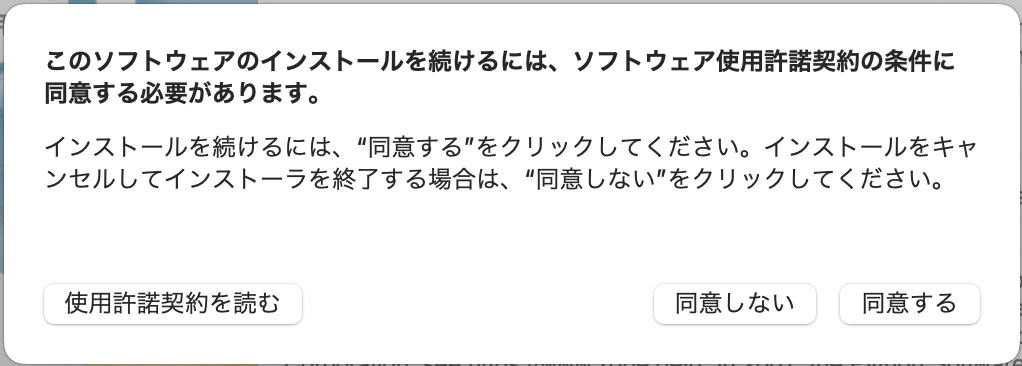 このソフトウェアのインストールを続けるには、ソフトウェア使用許諾契約の条件に
同意する必要があります。
インストールを続けるには、“同意する”をクリックしてください。インストールをキャ
ンセルしてインストーラを終了する場合は、“同意しない”をクリックしてください。
使用許諾契約を読む
同意しない
同意する